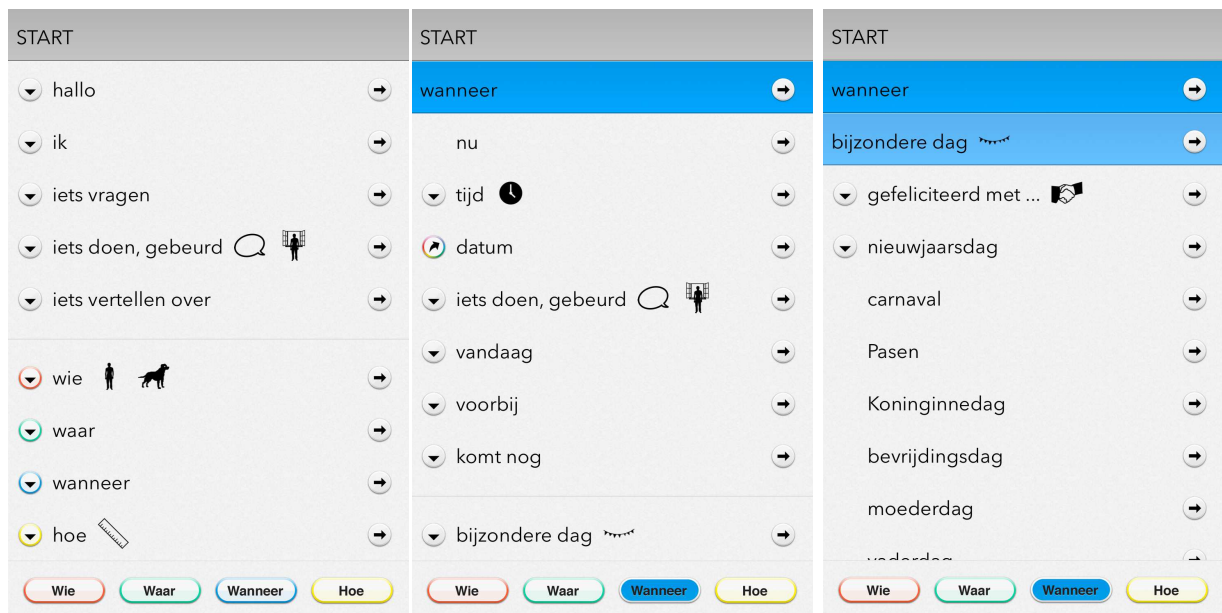 START
hallo
ik
iets vragen
iets doen, gebeurd
iets vertellen over
wie
waar
wanneer
hoe
Wie Waar Wanneer Hoe
START
wanneer
nu
tijd
datum
iets doen, gebeurd
vandaag
voorbij
komt nog
bijzondere dag
Wie Waar Wanneer Hoe
START
wanneer
bijzondere dag
gefeliciteerd met ...
nieuwjaarsdag
carnaval
Pasen
Koninginnedag
bevrijdingsdag
moederdag
vaderdag
Wie Waar Wanneer Hoe